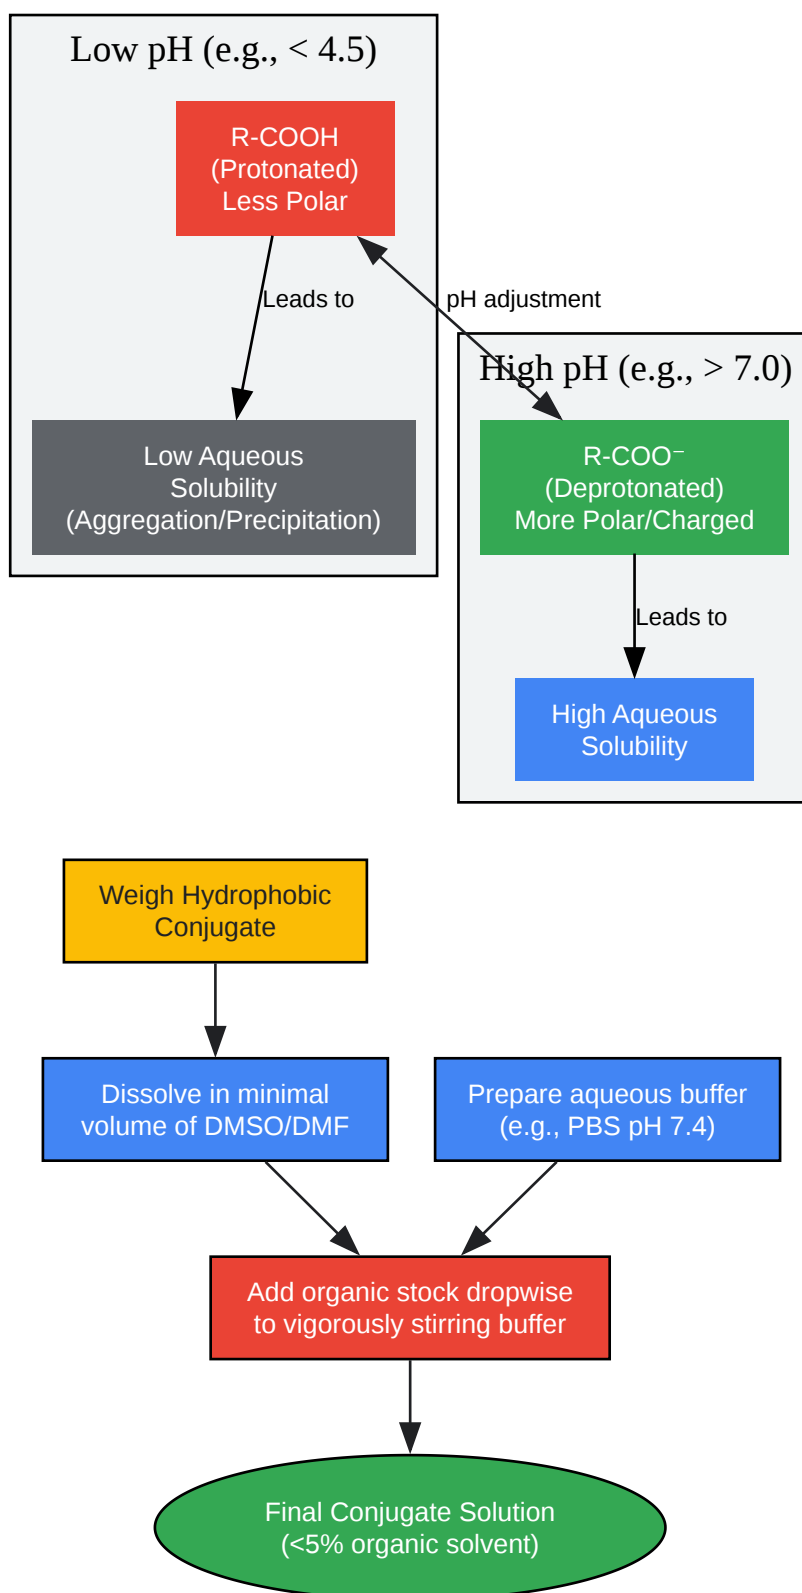 Low pH (e.g., < 4.5)
R-COOH
(Protonated)
Less Polar
Leads to
pH adjustment
Low Aqueous
Solubility
(Aggregation/Precipitation)
High pH (e.g., > 7.0)
R-COO⁻
(Deprotonated)
More Polar/Charged
Leads to
High Aqueous
Solubility
Weigh Hydrophobic
Conjugate
Dissolve in minimal
volume of DMSO/DMF
Prepare aqueous buffer
(e.g., PBS pH 7.4)
Add organic stock dropwise
to vigorously stirring buffer
Final Conjugate Solution
(<5% organic solvent)